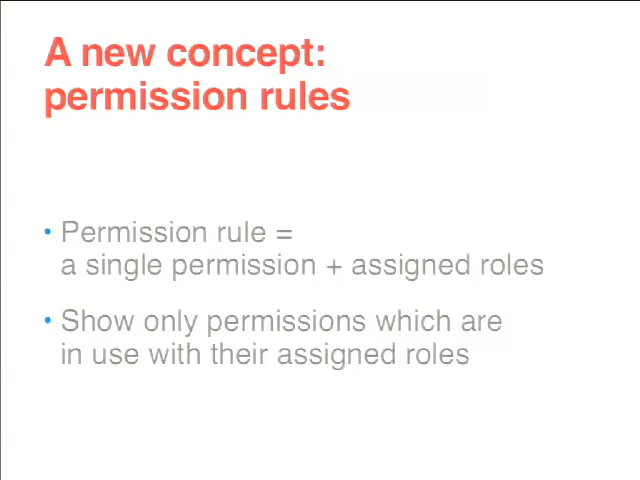 A new concept:
permission rules
• Permission rule =
a single permission + assigned roles
• Show only permissions which are
in use with their assigned roles